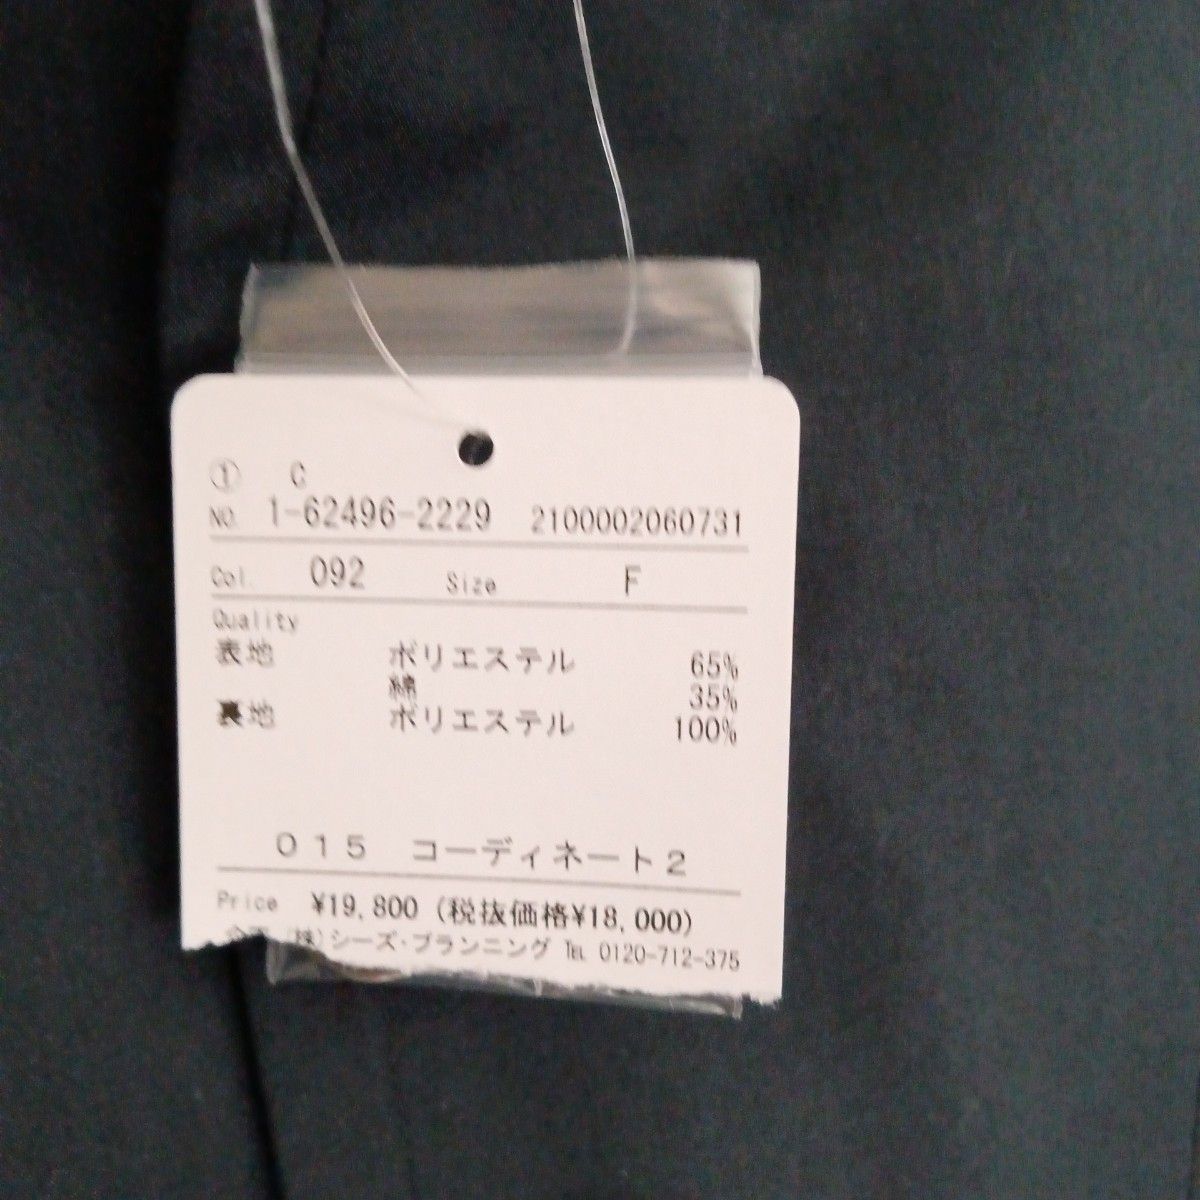 ① C
NO. 1-62496-2229 2100002060731
Col. 092 Size F
Quality
表地 ポリエステル 65%
綿 35%
裏地 ポリエステル 100%
015 コーディネート2
Price ¥19,800 (税抜価格¥18,000)
(株)シーズ・プランニング TEL 0120-712-375